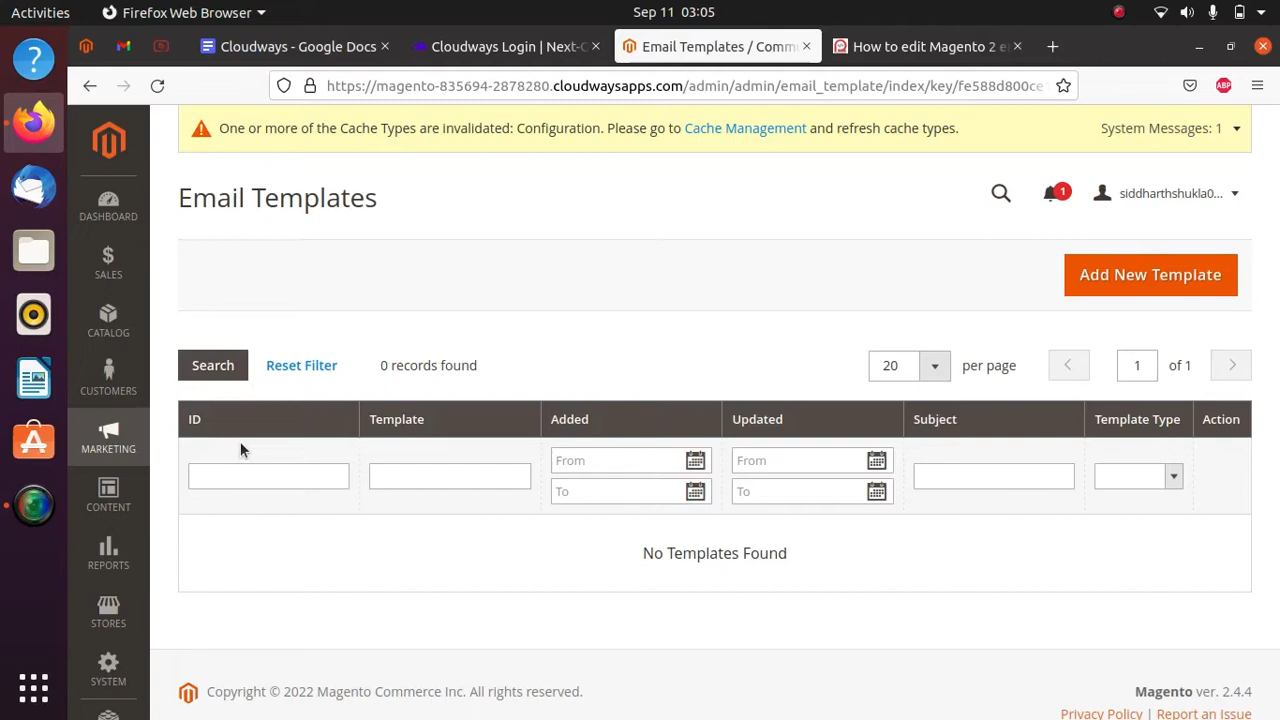 Activities
Firefox Web Browser
Sep 11 03:05
Cloudways - Google Docs
Cloudways Login | Next-C
Email Templates / Comm
How to edit Magento 2 e
https://magento-835694-2878280.cloudwaysapps.com/admin/admin/email_template/index/key/fe588d800ce
ABP
One or more of the Cache Types are invalidated: Configuration. Please go to Cache Management and refresh cache types.
System Messages: 1
Email Templates
1
siddharthshukla0...
DASHBOARD
SALES
CATALOG
CUSTOMERS
MARKETING
CONTENT
REPORTS
STORES
SYSTEM
Add New Template
Search
Reset Filter
0 records found
20
per page
1
of 1
ID
Template
Added
Updated
Subject
Template Type
Action
From
From
To
To
No Templates Found
Copyright © 2022 Magento Commerce Inc. All rights reserved.
Magento ver. 2.4.4
Privacy Policy | Report an Issue